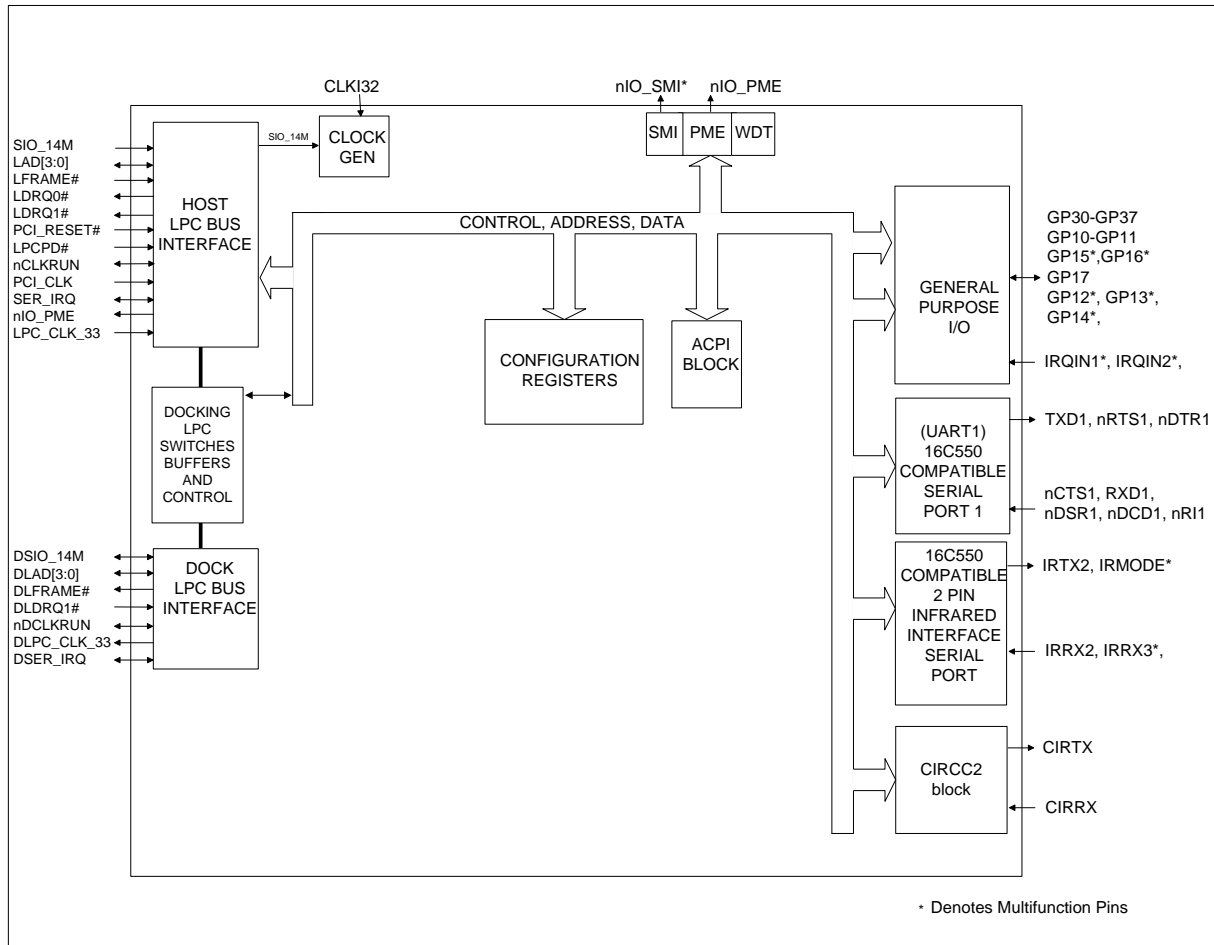 CLKI32
nIO_SMI*
nIO_PME
SIO_14M
LAD[3:0]
LFRAME#
LDRQ0#
LDRQ1#
PCI_RESET#
LPCPD#
nCLKRUN
PCI_CLK
SER_IRQ
nIO_PME
LPC_CLK_33
HOST
LPC BUS
INTERFACE
SIO_14M
CLOCK
GEN
SMI
PME
WDT
CONTROL, ADDRESS, DATA
CONFIGURATION
REGISTERS
ACPI
BLOCK
DOCKING
LPC
SWITCHES
BUFFERS
AND
CONTROL
DSIO_14M
DLAD[3:0]
DLFRAME#
DLDRQ1#
nDCLKRUN
DLPC_CLK_33
DSER_IRQ
DOCK
LPC BUS
INTERFACE
GENERAL
PURPOSE
I/O
GP30-GP37
GP10-GP11
GP15*,GP16*
GP17
GP12*, GP13*,
GP14*,
IRQIN1*, IRQIN2*,
(UART1)
16C550
COMPATIBLE
SERIAL
PORT 1
TXD1, nRTS1, nDTR1
nCTS1, RXD1,
nDSR1, nDCD1, nRI1
16C550
COMPATIBLE
2 PIN
INFRARED
INTERFACE
SERIAL
PORT
IRTX2, IRMODE*
IRRX2, IRRX3*,
CIRCC2
block
CIRTX
CIRRX
* Denotes Multifunction Pins